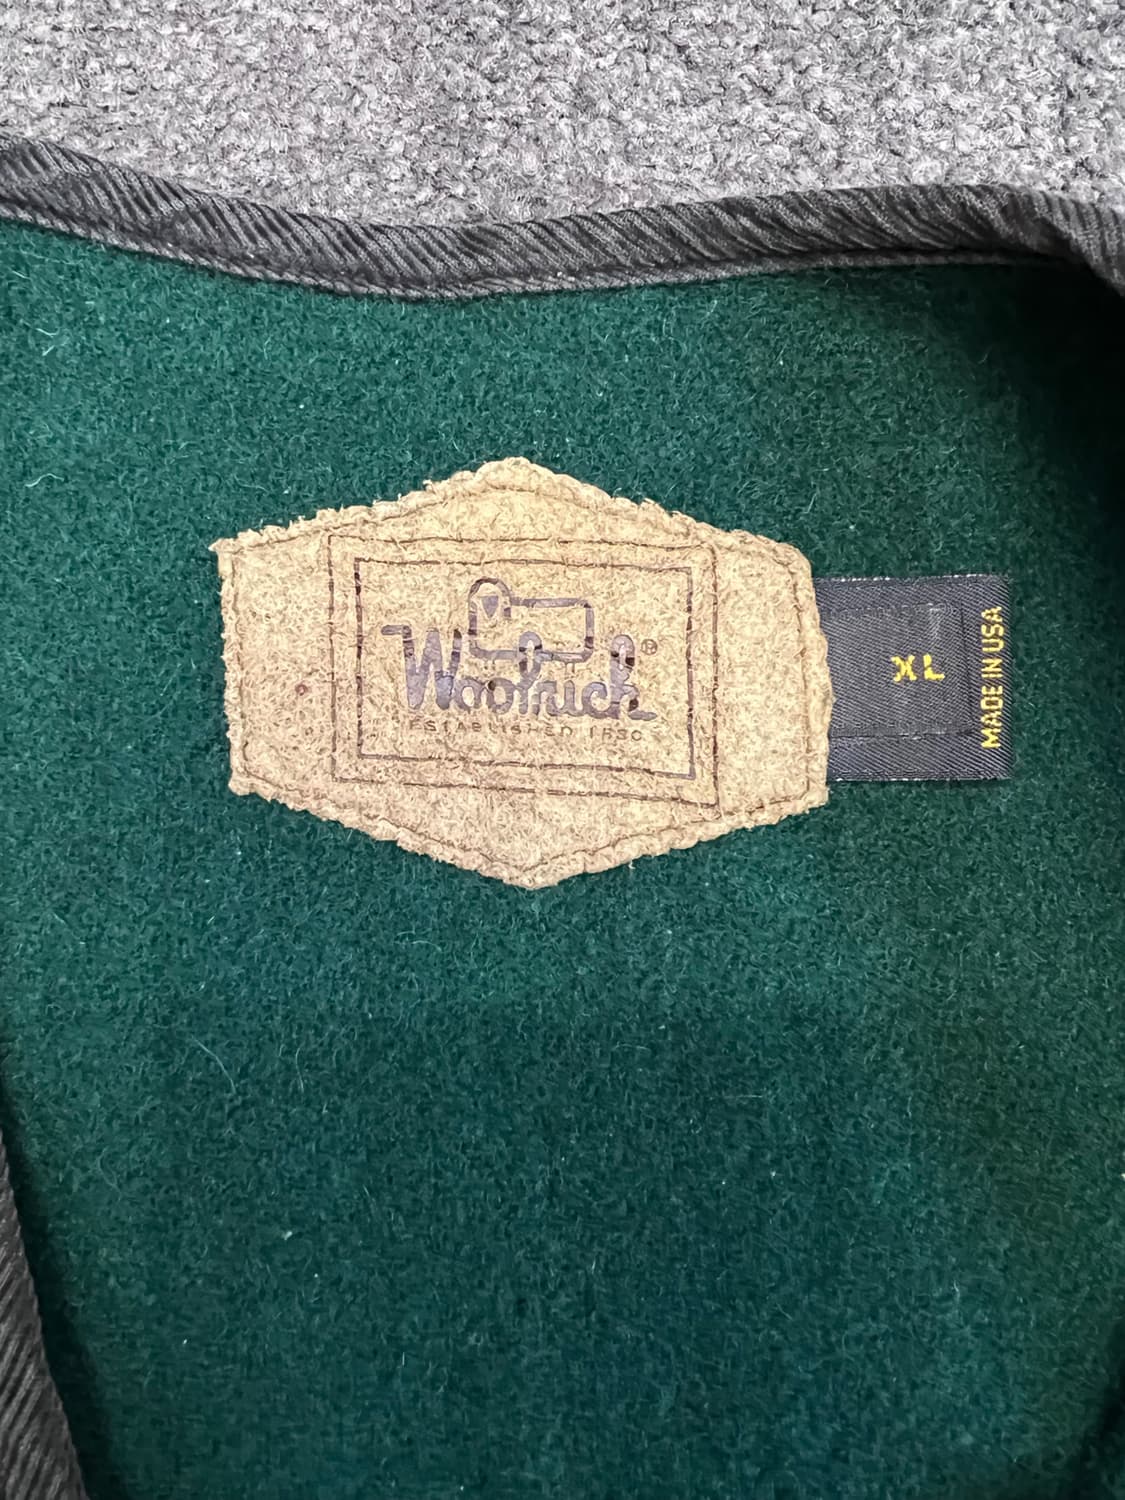 Woolrich®
ESTABLISHED 1830
XL
MADE IN USA